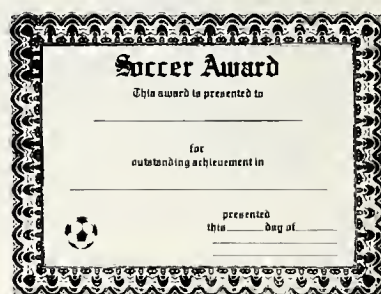 Soccer Award
This award is presented to
for
outstanding achievement in
presented
this day of